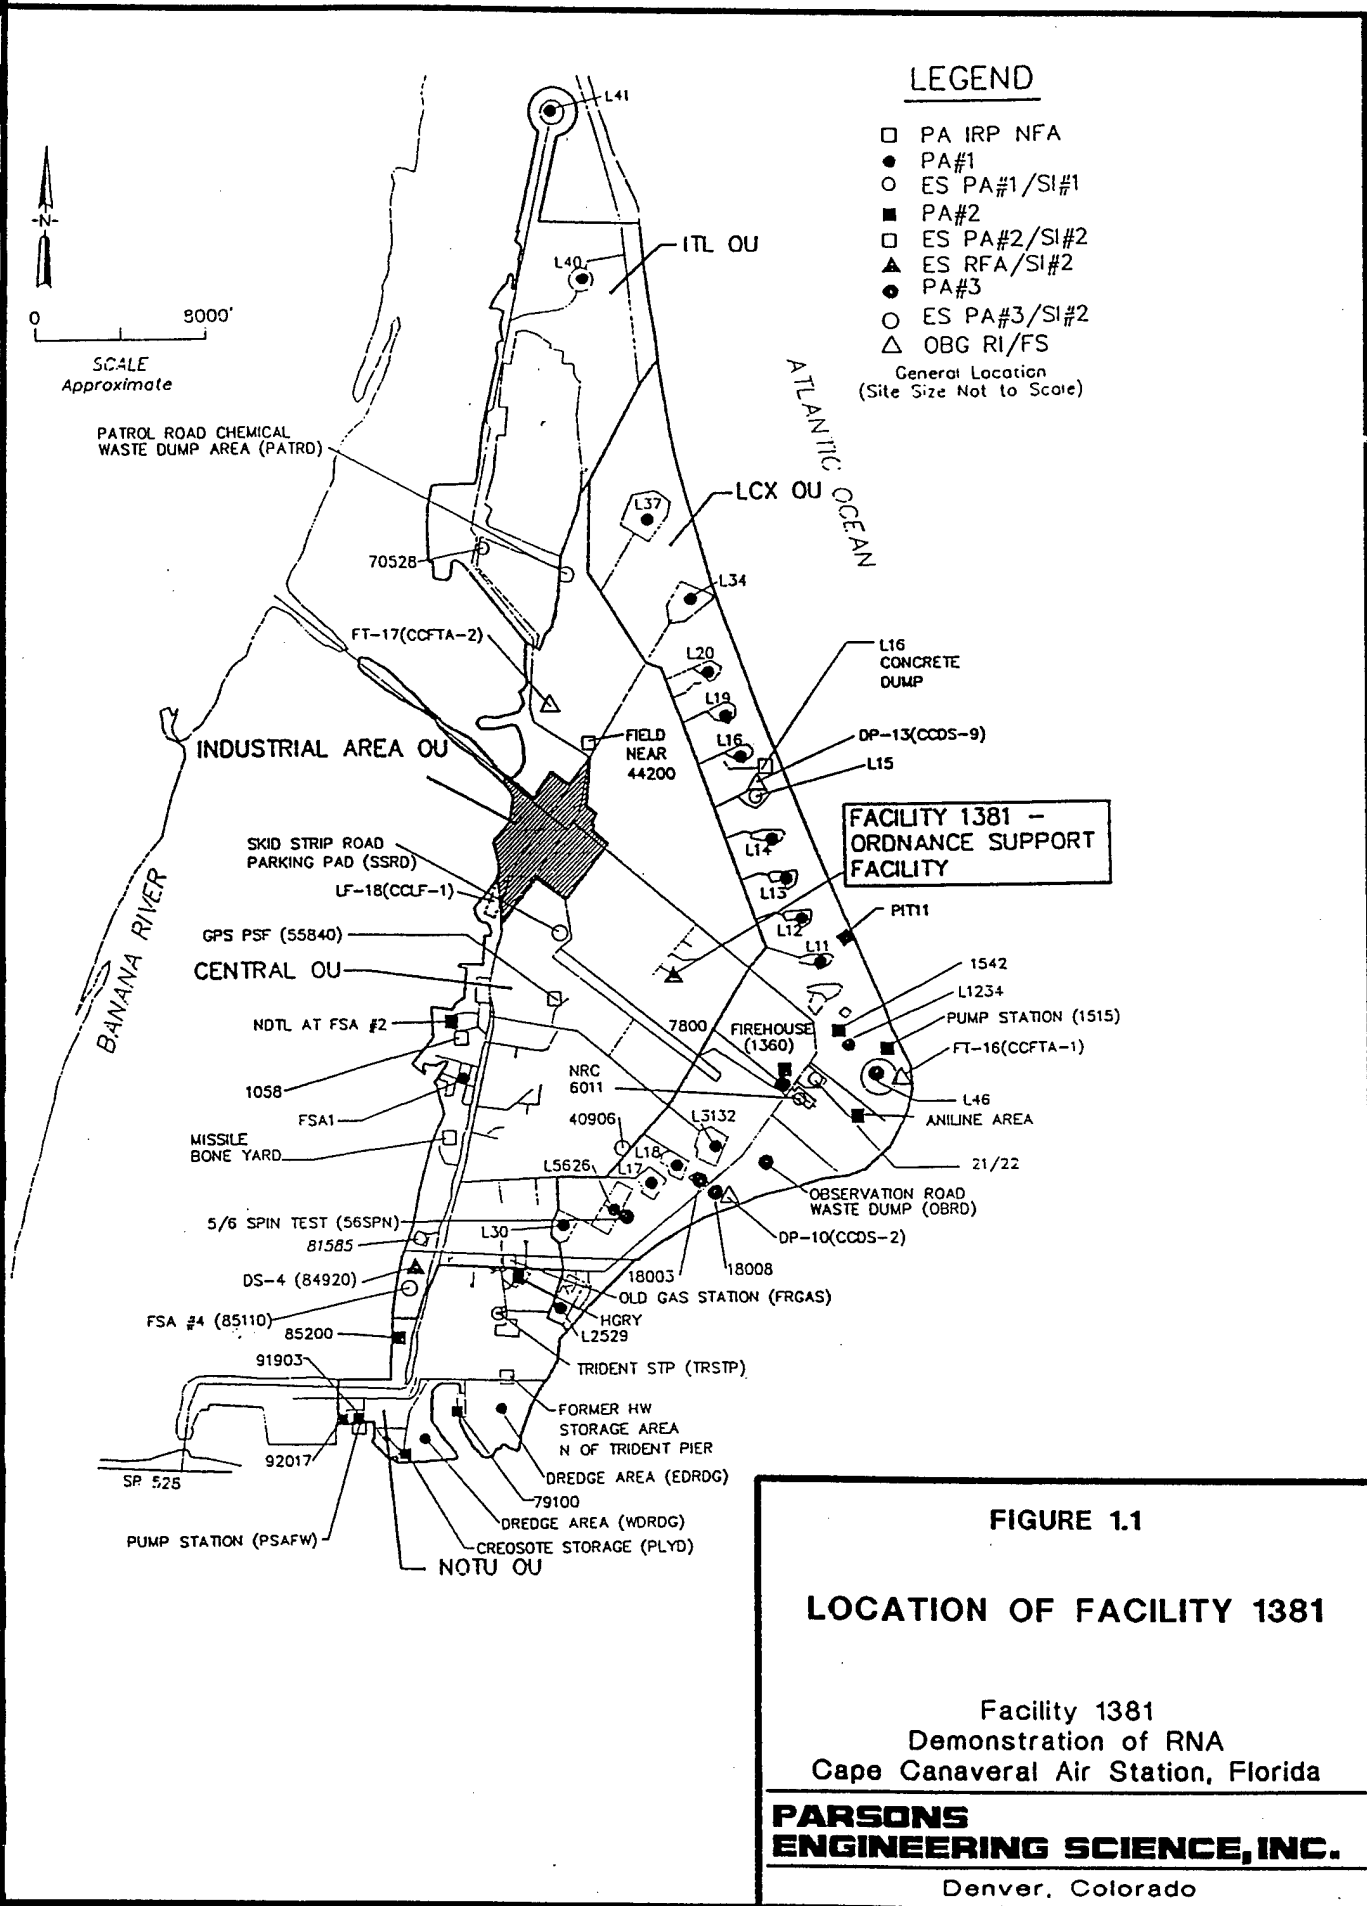 LEGEND
PA IRP NFA
PA#1
ES PA#1/SI#1
PA#2
ES PA#2/SI#2
ES RFA/SI#2
PA#3
ES PA#3/SI#2
OBG RI/FS
General Location
(Site Size Not to Scale)
-N-
0 8000'
SCALE
Approximate
L41
ITL OU
L40
ATLANTIC OCEAN
PATROL ROAD CHEMICAL
WASTE DUMP AREA (PATRD)
LCX OU
L37
70528
L34
FT-17(CCFTA-2)
L20
L16
CONCRETE
DUMP
L19
INDUSTRIAL AREA OU
FIELD
NEAR
44200
L16
DP-13(CCDS-9)
L15
FACILITY 1381 -
ORDNANCE SUPPORT
FACILITY
SKID STRIP ROAD
PARKING PAD (SSRD)
L14
LF-18(CCLF-1)
L13
BANANA RIVER
PIT11
L12
GPS PSF (55840)
L11
CENTRAL OU
1542
L1234
NDTL AT FSA #2
7800
FIREHOUSE
(1360)
PUMP STATION (1515)
FT-16(CCFTA-1)
1058
NRC
6011
L46
FSA1
40906
L3132
ANILINE AREA
MISSILE
BONE YARD
L18
L5626
L17
21/22
OBSERVATION ROAD
WASTE DUMP (OBRD)
5/6 SPIN TEST (56SPN)
L30
81585
DP-10(CCDS-2)
DS-4 (84920)
18003
18008
OLD GAS STATION (FRGAS)
FSA #4 (85110)
HGRY
85200
L2529
91903
TRIDENT STP (TRSTP)
FORMER HW
STORAGE AREA
N OF TRIDENT PIER
92017
DREDGE AREA (EDRDG)
SR 528
79100
DREDGE AREA (WDRDG)
PUMP STATION (PSAFW)
CREOSOTE STORAGE (PLYD)
NOTU OU
FIGURE 1.1
LOCATION OF FACILITY 1381
Facility 1381
Demonstration of RNA
Cape Canaveral Air Station, Florida
PARSONS
ENGINEERING SCIENCE, INC.
Denver, Colorado